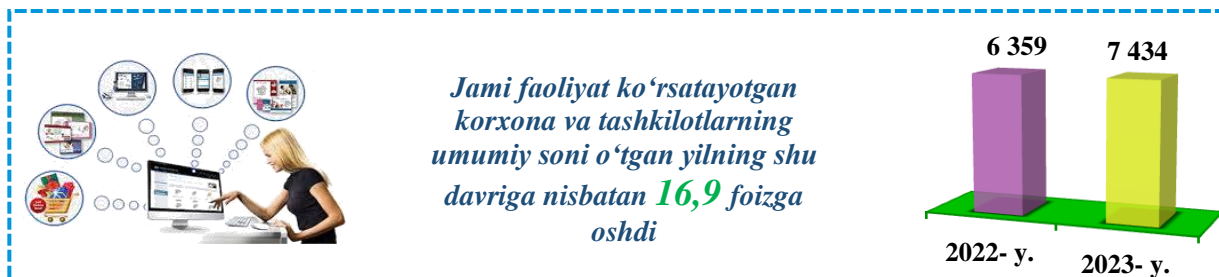 Jami faoliyat ko‘rsatayotgan
korxona va tashkilotlarning
umumiy soni o‘tgan yilning shu
davriga nisbatan 16,9 foizga
oshdi
6 359
7 434
2022- y.
2023- y.